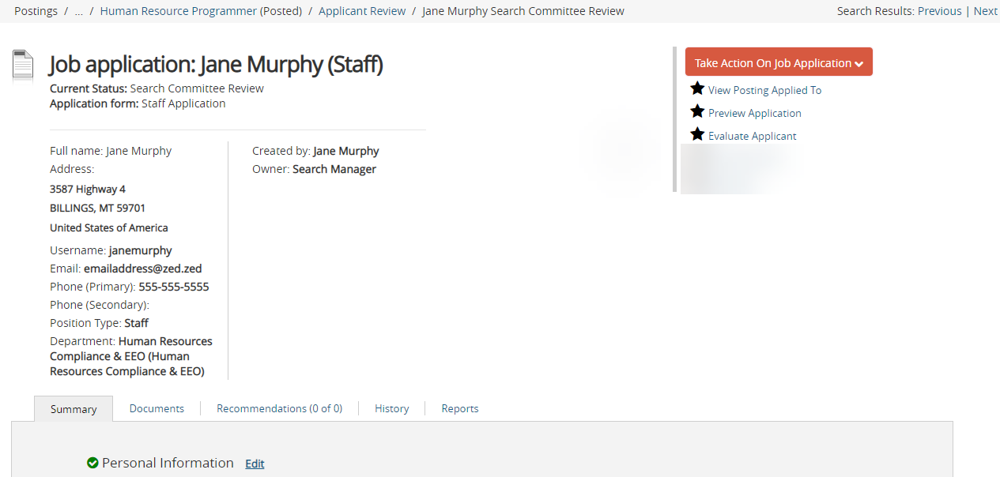 Postings / ... / Human Resource Programmer (Posted) / Applicant Review / Jane Murphy Search Committee Review
Search Results: Previous | Next
Job application: Jane Murphy (Staff)
Current Status: Search Committee Review
Application form: Staff Application
Take Action On Job Application
View Posting Applied To
Preview Application
Evaluate Applicant
Full name: Jane Murphy
Address:
3587 Highway 4
BILLINGS, MT 59701
United States of America
Username: janemurphy
Email: emailaddress@zed.zed
Phone (Primary): 555-555-5555
Phone (Secondary):
Position Type: Staff
Department: Human Resources
Compliance & EEO (Human
Resources Compliance & EEO)
Created by: Jane Murphy
Owner: Search Manager
Summary
Documents
Recommendations (0 of 0)
History
Reports
Personal Information Edit